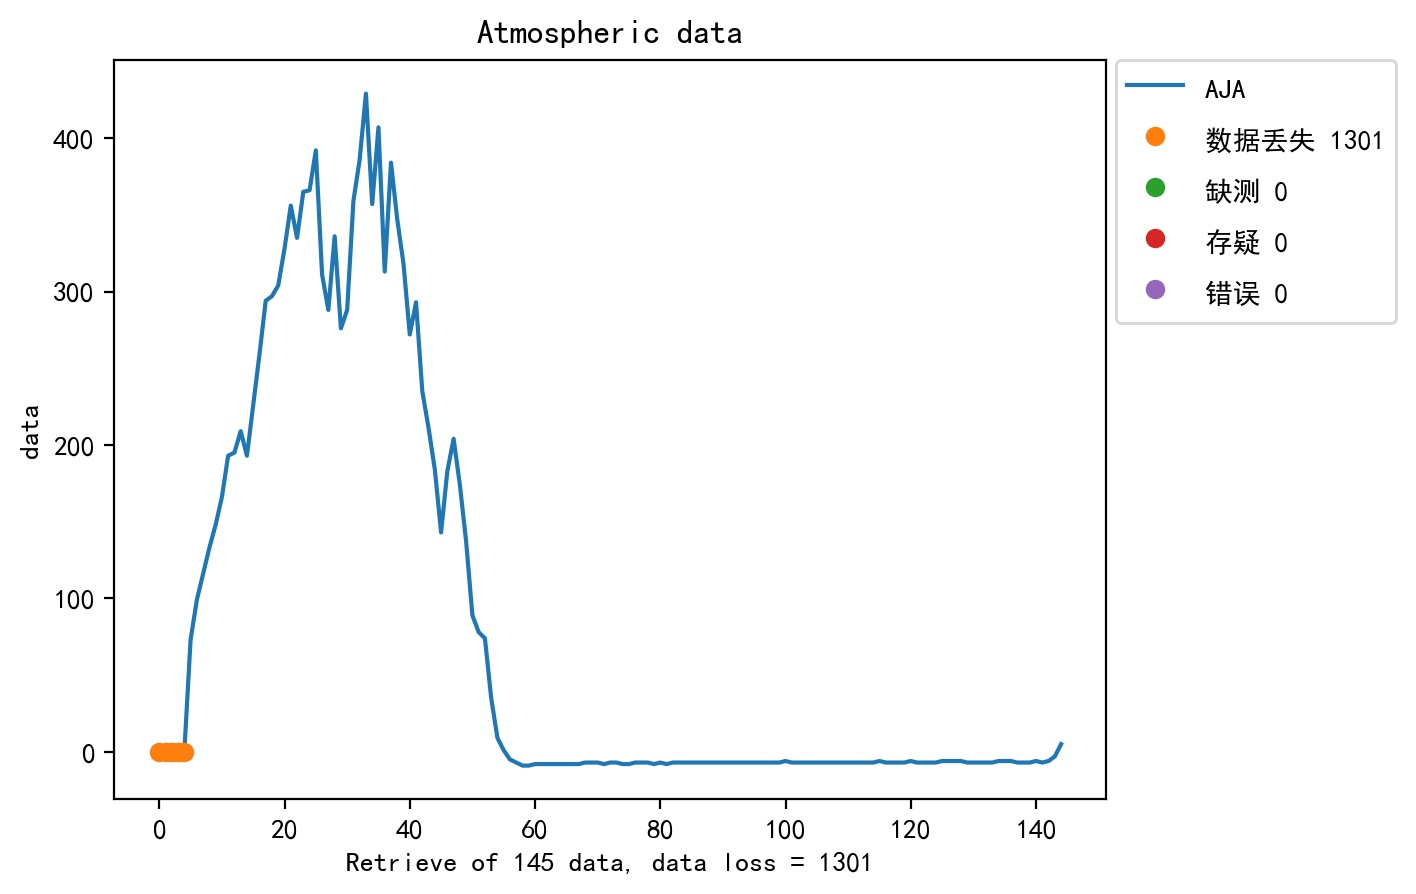 Atmospheric data
AJA
数据丢失 1301
缺测 0
存疑 0
错误 0
400
300
200
100
0
data
0 20 40 60 80 100 120 140
Retrieve of 145 data, data loss = 1301